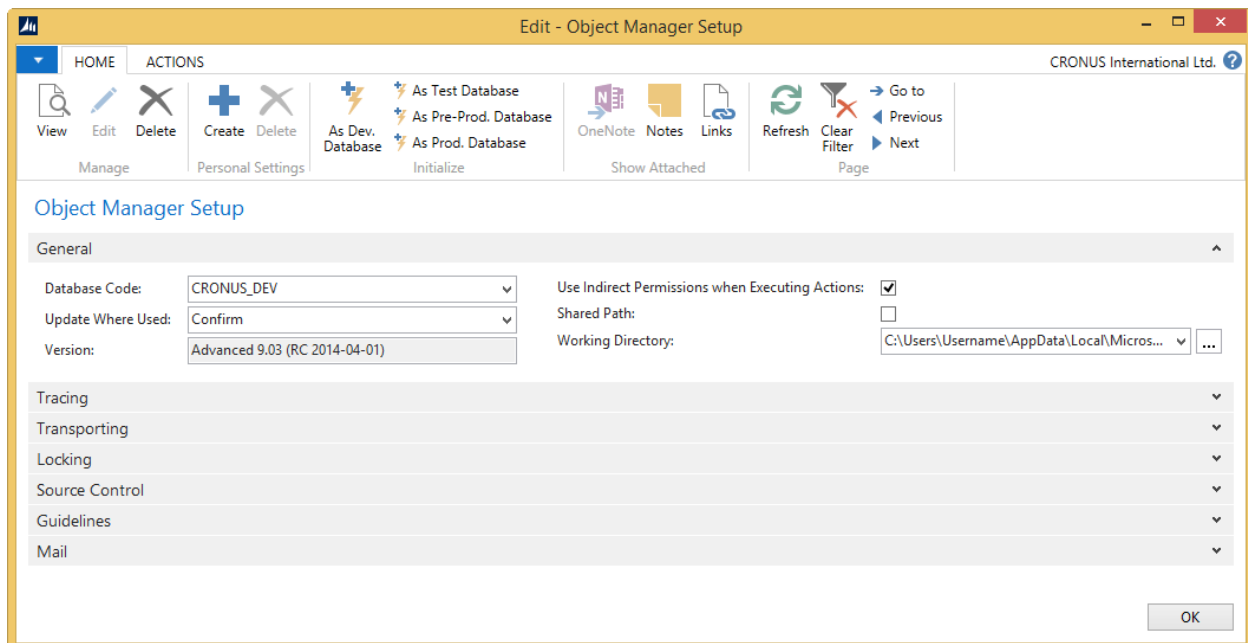 Edit - Object Manager Setup
HOME ACTIONS CRONUS International Ltd. ?
View Edit Delete Create Delete As Dev. Database As Test Database As Pre-Prod. Database As Prod. Database OneNote Notes Links Refresh Clear Filter Go to Previous Next
Manage Personal Settings Initialize Show Attached Page
Object Manager Setup
General
Database Code: CRONUS_DEV Use Indirect Permissions when Executing Actions:
Update Where Used: Confirm Shared Path:
Version: Advanced 9.03 (RC 2014-04-01) Working Directory: C:\Users\Username\AppData\Local\Micros... ...
Tracing
Transporting
Locking
Source Control
Guidelines
Mail
OK